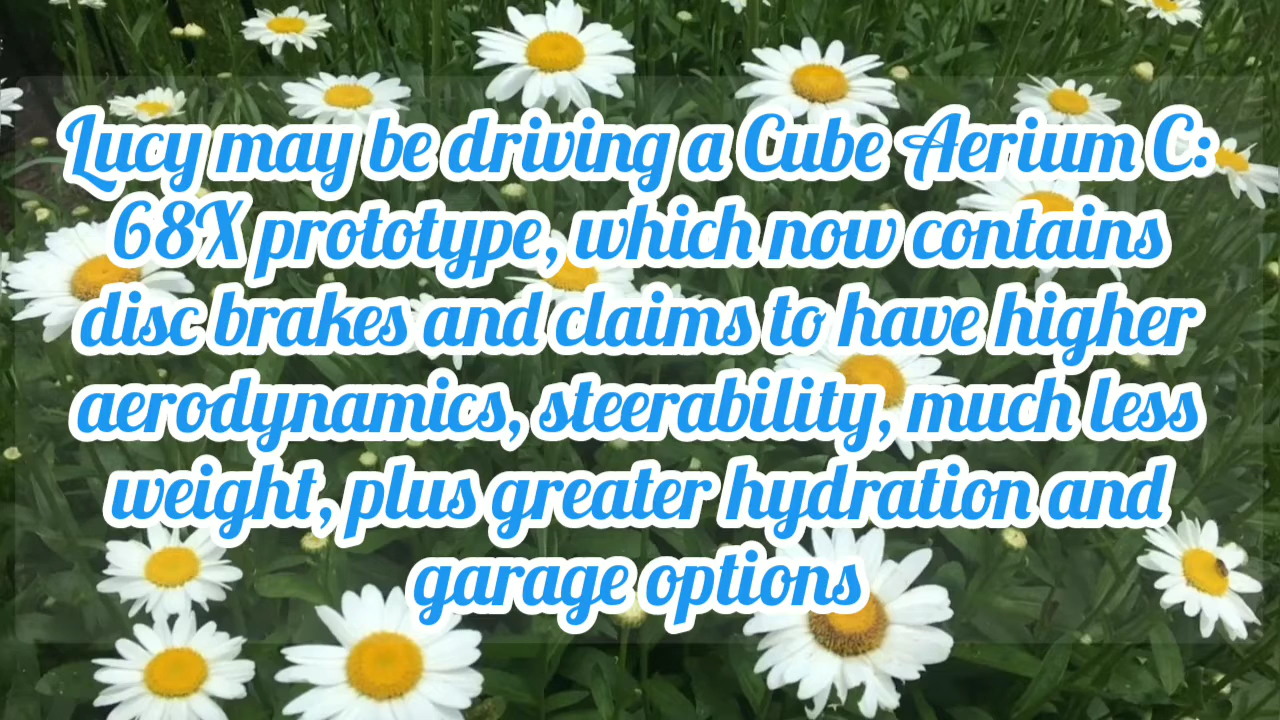 Lucy may be driving a Cube Aerium C:
68X prototype, which now contains
disc brakes and claims to have higher
aerodynamics, steerability, much less
weight, plus greater hydration and
garage options